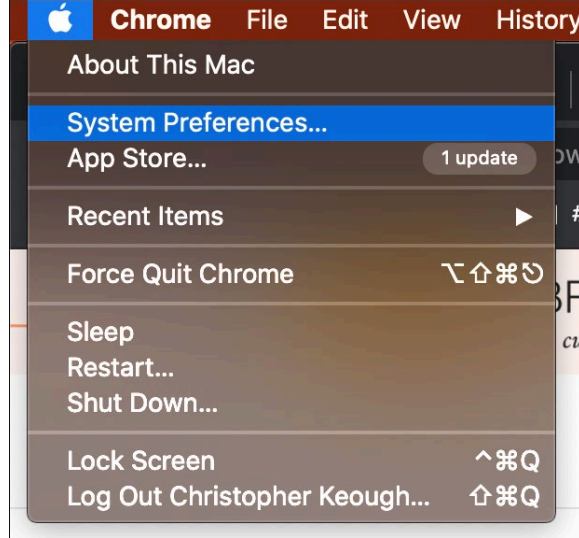 Chrome File Edit View History
About This Mac
System Preferences...
App Store... 1 update
Recent Items ▶
#
Force Quit Chrome ⌥⇧⌘⎋
Sleep
Restart...
Shut Down...
Lock Screen ^⌘Q
Log Out Christopher Keough... ⇧⌘Q